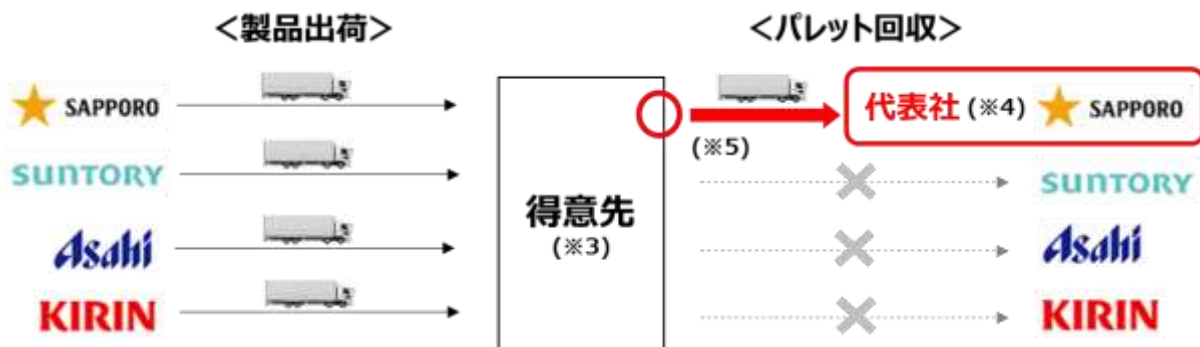 <製品出荷>
<パレット回収>
SAPPORO
代表社 (※4) SAPPORO
(※5)
SUNTORY
SUNTORY
得意先
(※3)
Asahi
Asahi
KIRIN
KIRIN